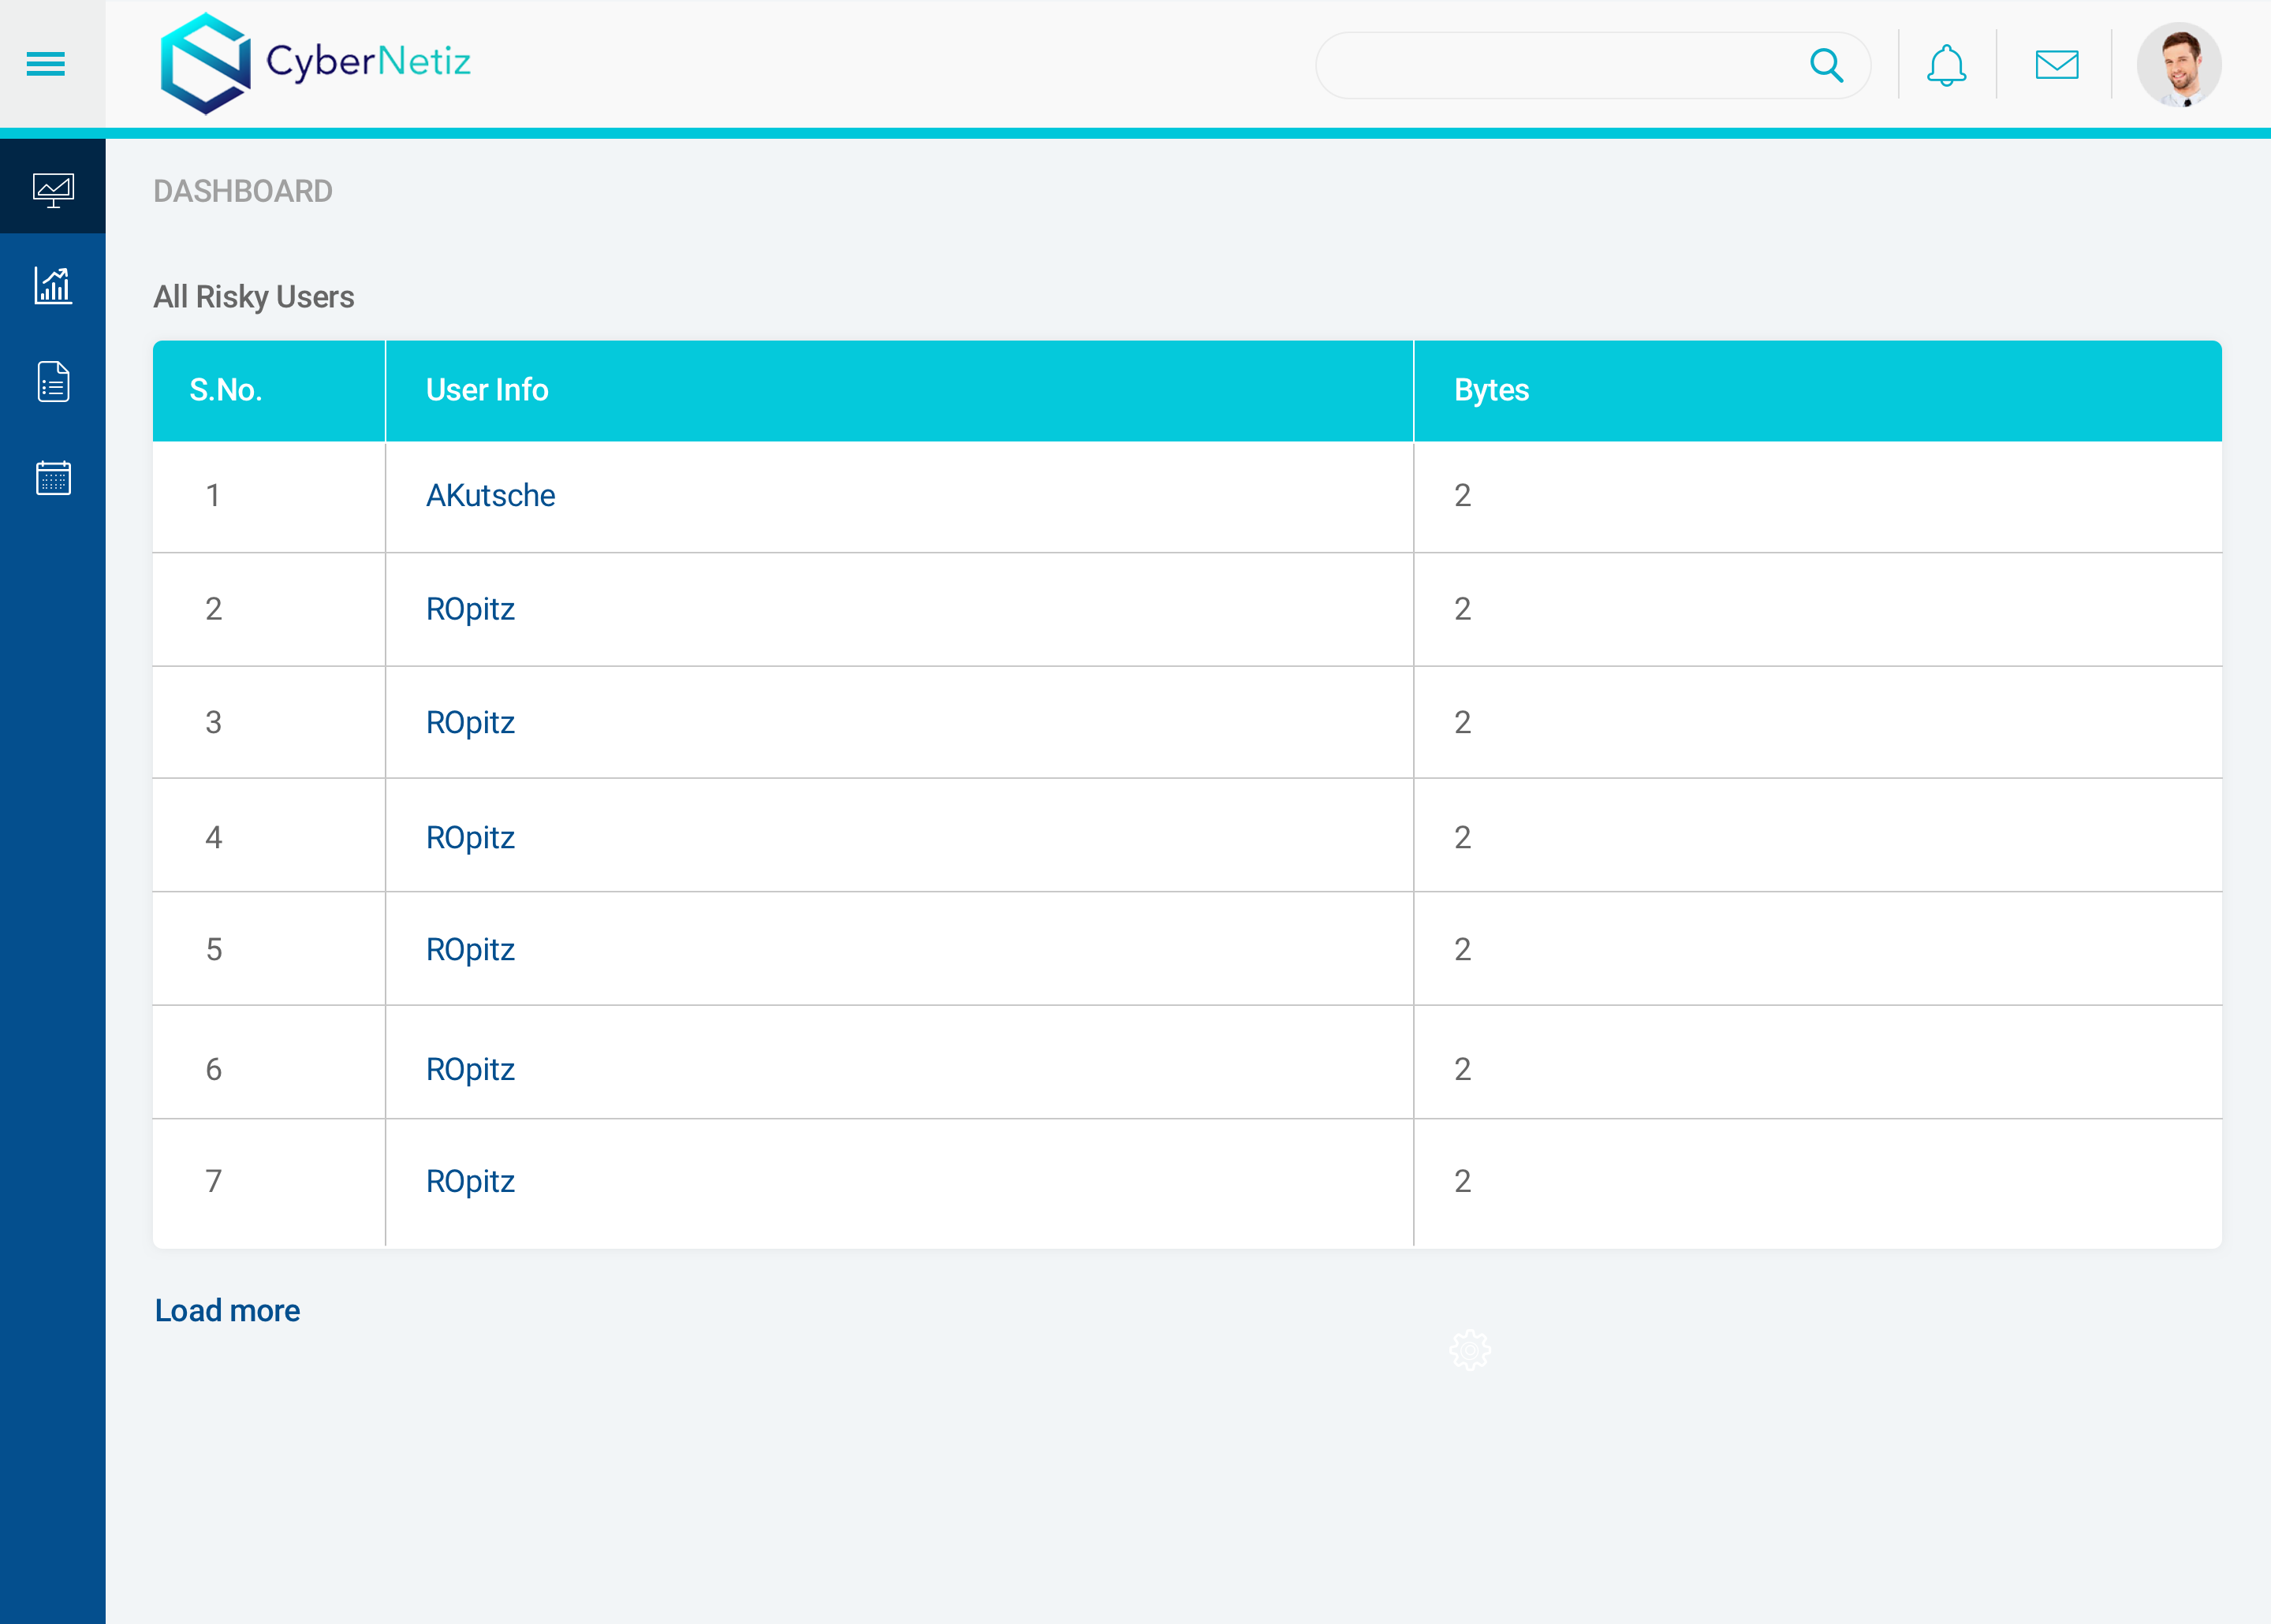 CyberNetiz
DASHBOARD
All Risky Users
S.No. User Info Bytes
1 AKutsche 2
2 ROpitz 2
3 ROpitz 2
4 ROpitz 2
5 ROpitz 2
6 ROpitz 2
7 ROpitz 2
Load more